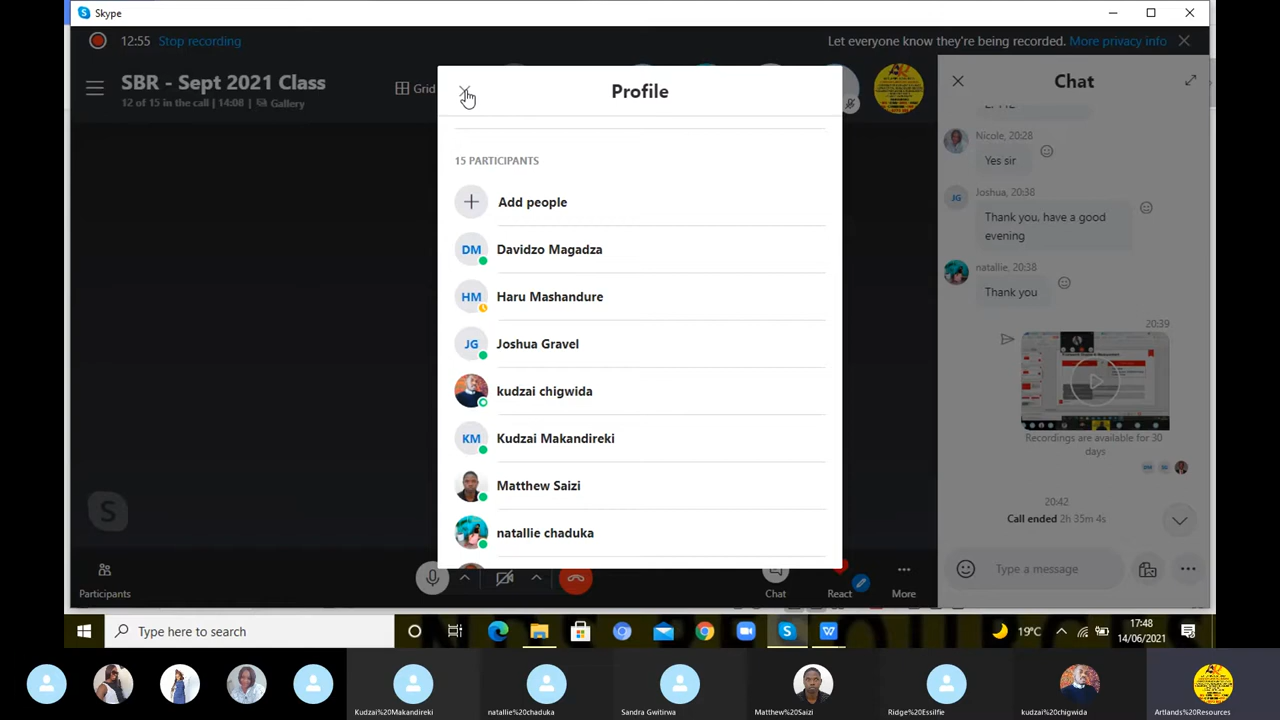 Skype
12:55 Stop recording
Let everyone know they're being recorded. More privacy info
SBR - Sept 2021 Class
12 of 15 in the call | 14:08 | Gallery
Grid
Profile
15 PARTICIPANTS
Add people
DM Davidzo Magadza
HM Haru Mashandure
JG Joshua Gravel
kudzai chigwida
KM Kudzai Makandireki
Matthew Saizi
natallie chaduka
Chat
Nicole, 20:28
Yes sir
Joshua, 20:38
JG
Thank you, have a good
evening
natallie, 20:38
Thank you
20:39
Recordings are available for 30
days
20:42
Call ended 2h 35m 4s
Type a message
Participants
Chat
React
More
Type here to search
19°C
17:48
14/06/2021
Kudzai%20Makandireki
natallie%20chaduka
Sandra Gwitirwa
Matthew%20Saizi
Ridge%20Essilfie
kudzai%20chigwida
Artlands%20Resources